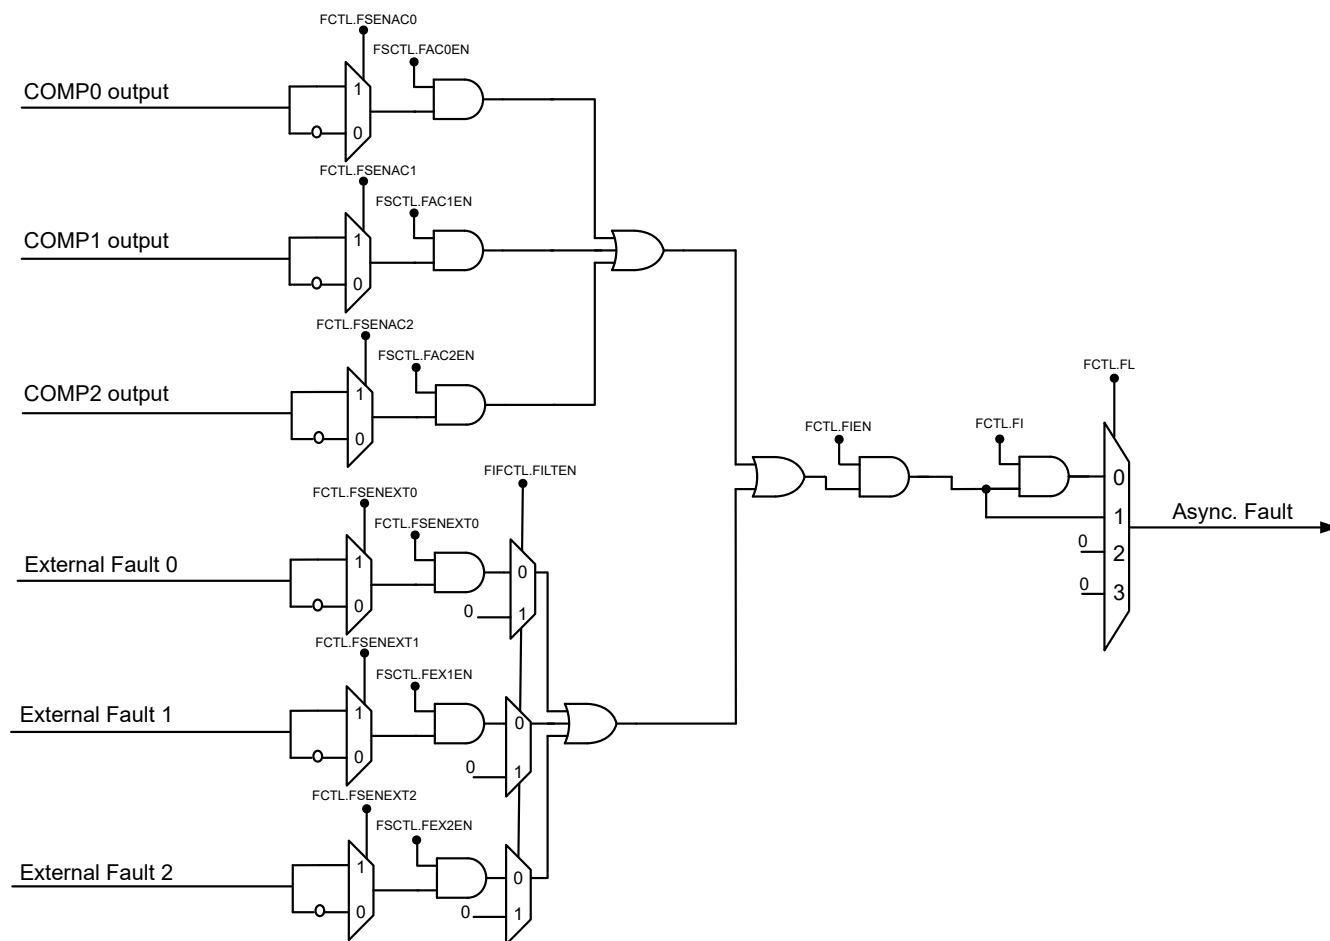 FCTL.FSENAC0
FSCTL.FAC0EN
COMP0 output
1
0
FCTL.FSENAC1
FSCTL.FAC1EN
COMP1 output
1
0
FCTL.FSENAC2
FSCTL.FAC2EN
COMP2 output
1
0
FCTL.FSENEXT0
FCTL.FSENEXT0
FIFCTL.FILTEN
External Fault 0
1
0
0
0
1
FCTL.FSENEXT1
FSCTL.FEX1EN
External Fault 1
1
0
0
0
1
FCTL.FSENEXT2
FSCTL.FEX2EN
External Fault 2
1
0
0
0
1
FCTL.FIEN
FCTL.FI
FCTL.FL
0
1
0
2
0
3
Async. Fault